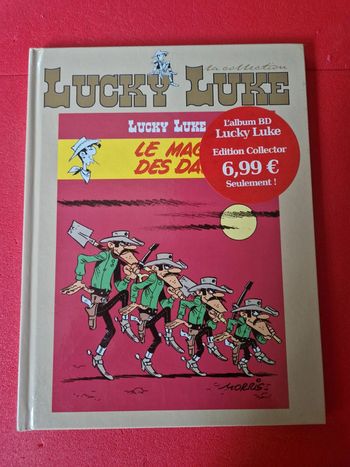 la collection
LUCKY LUKE
LUCKY LUKE
LE MAG
DES DA
L'album BD
Lucky Luke
Edition Collector
6,99 €
Seulement !
MORRIS